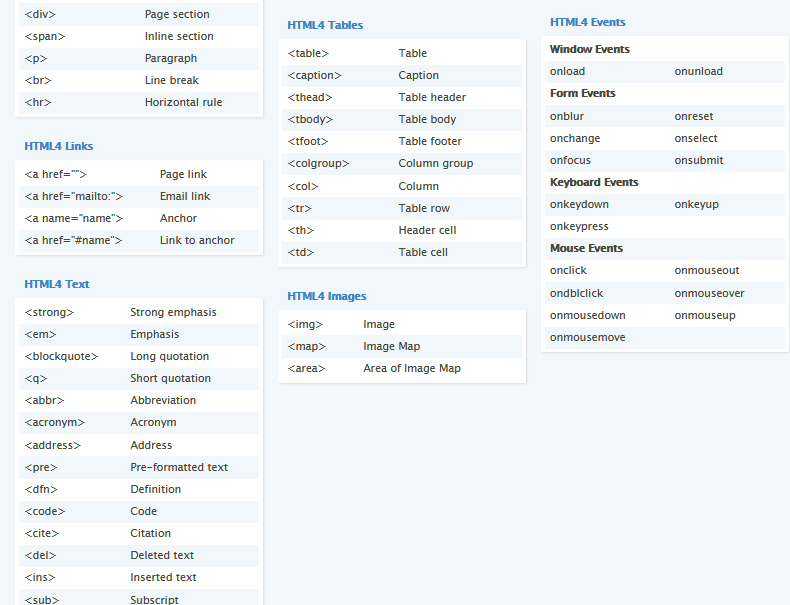 <div> Page section
<span> Inline section
<p> Paragraph
<br> Line break
<hr> Horizontal rule
HTML4 Links
<a href=""> Page link
<a href="mailto:"> Email link
<a name="name"> Anchor
<a href="#name"> Link to anchor
HTML4 Text
<strong> Strong emphasis
<em> Emphasis
<blockquote> Long quotation
<q> Short quotation
<abbr> Abbreviation
<acronym> Acronym
<address> Address
<pre> Pre-formatted text
<dfn> Definition
<code> Code
<cite> Citation
<del> Deleted text
<ins> Inserted text
<sub> Subscript
HTML4 Tables
<table> Table
<caption> Caption
<thead> Table header
<tbody> Table body
<tfoot> Table footer
<colgroup> Column group
<col> Column
<tr> Table row
<th> Header cell
<td> Table cell
HTML4 Images
<img> Image
<map> Image Map
<area> Area of Image Map
HTML4 Events
Window Events
onload onunload
Form Events
onblur onreset
onchange onselect
onfocus onsubmit
Keyboard Events
onkeydown onkeyup
onkeypress
Mouse Events
onclick onmouseout
ondblclick onmouseover
onmousedown onmouseup
onmousemove